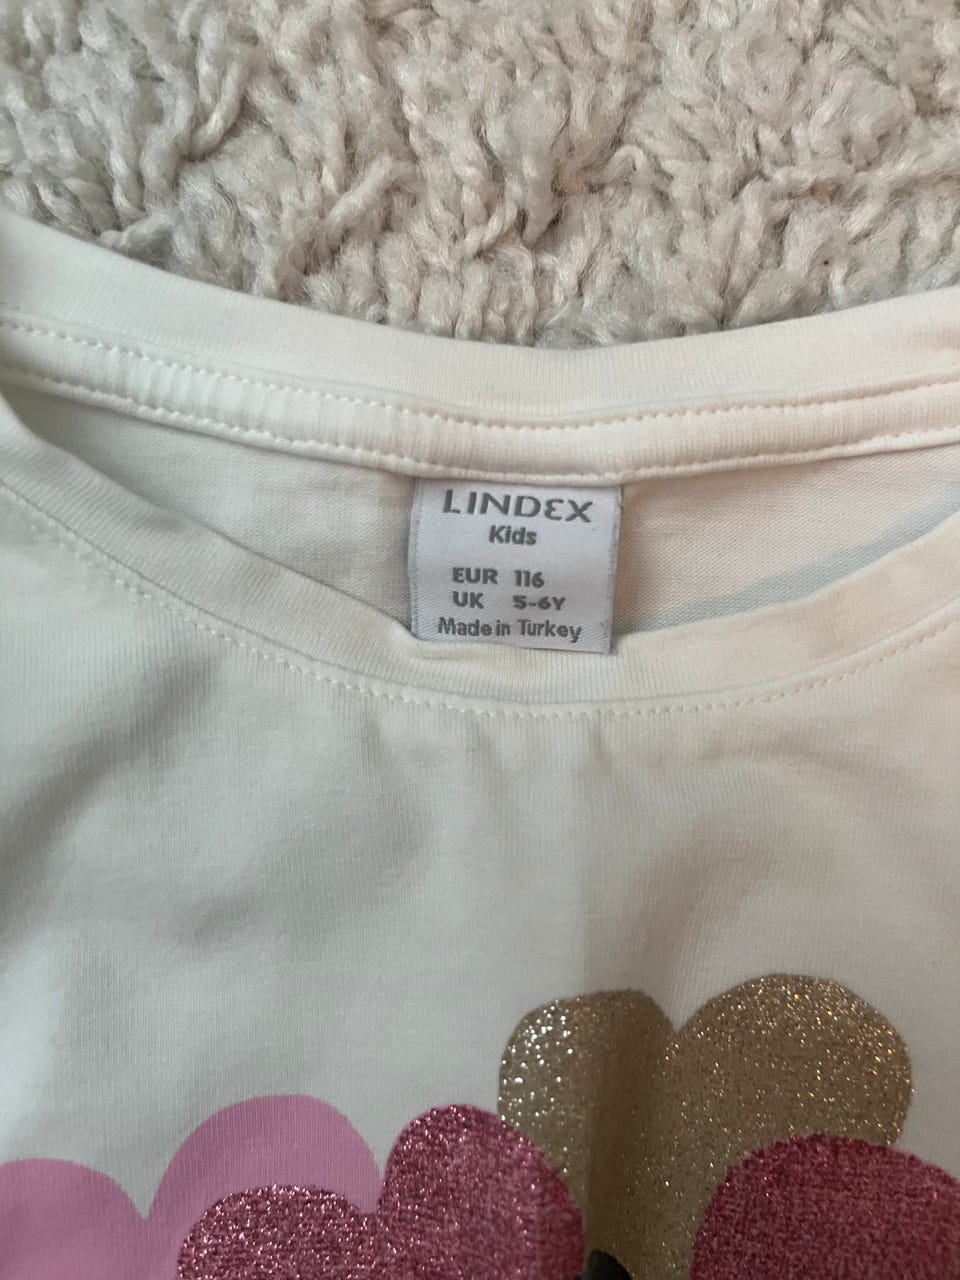 LINDEX
Kids
EUR 116
UK 5-6Y
Made in Turkey